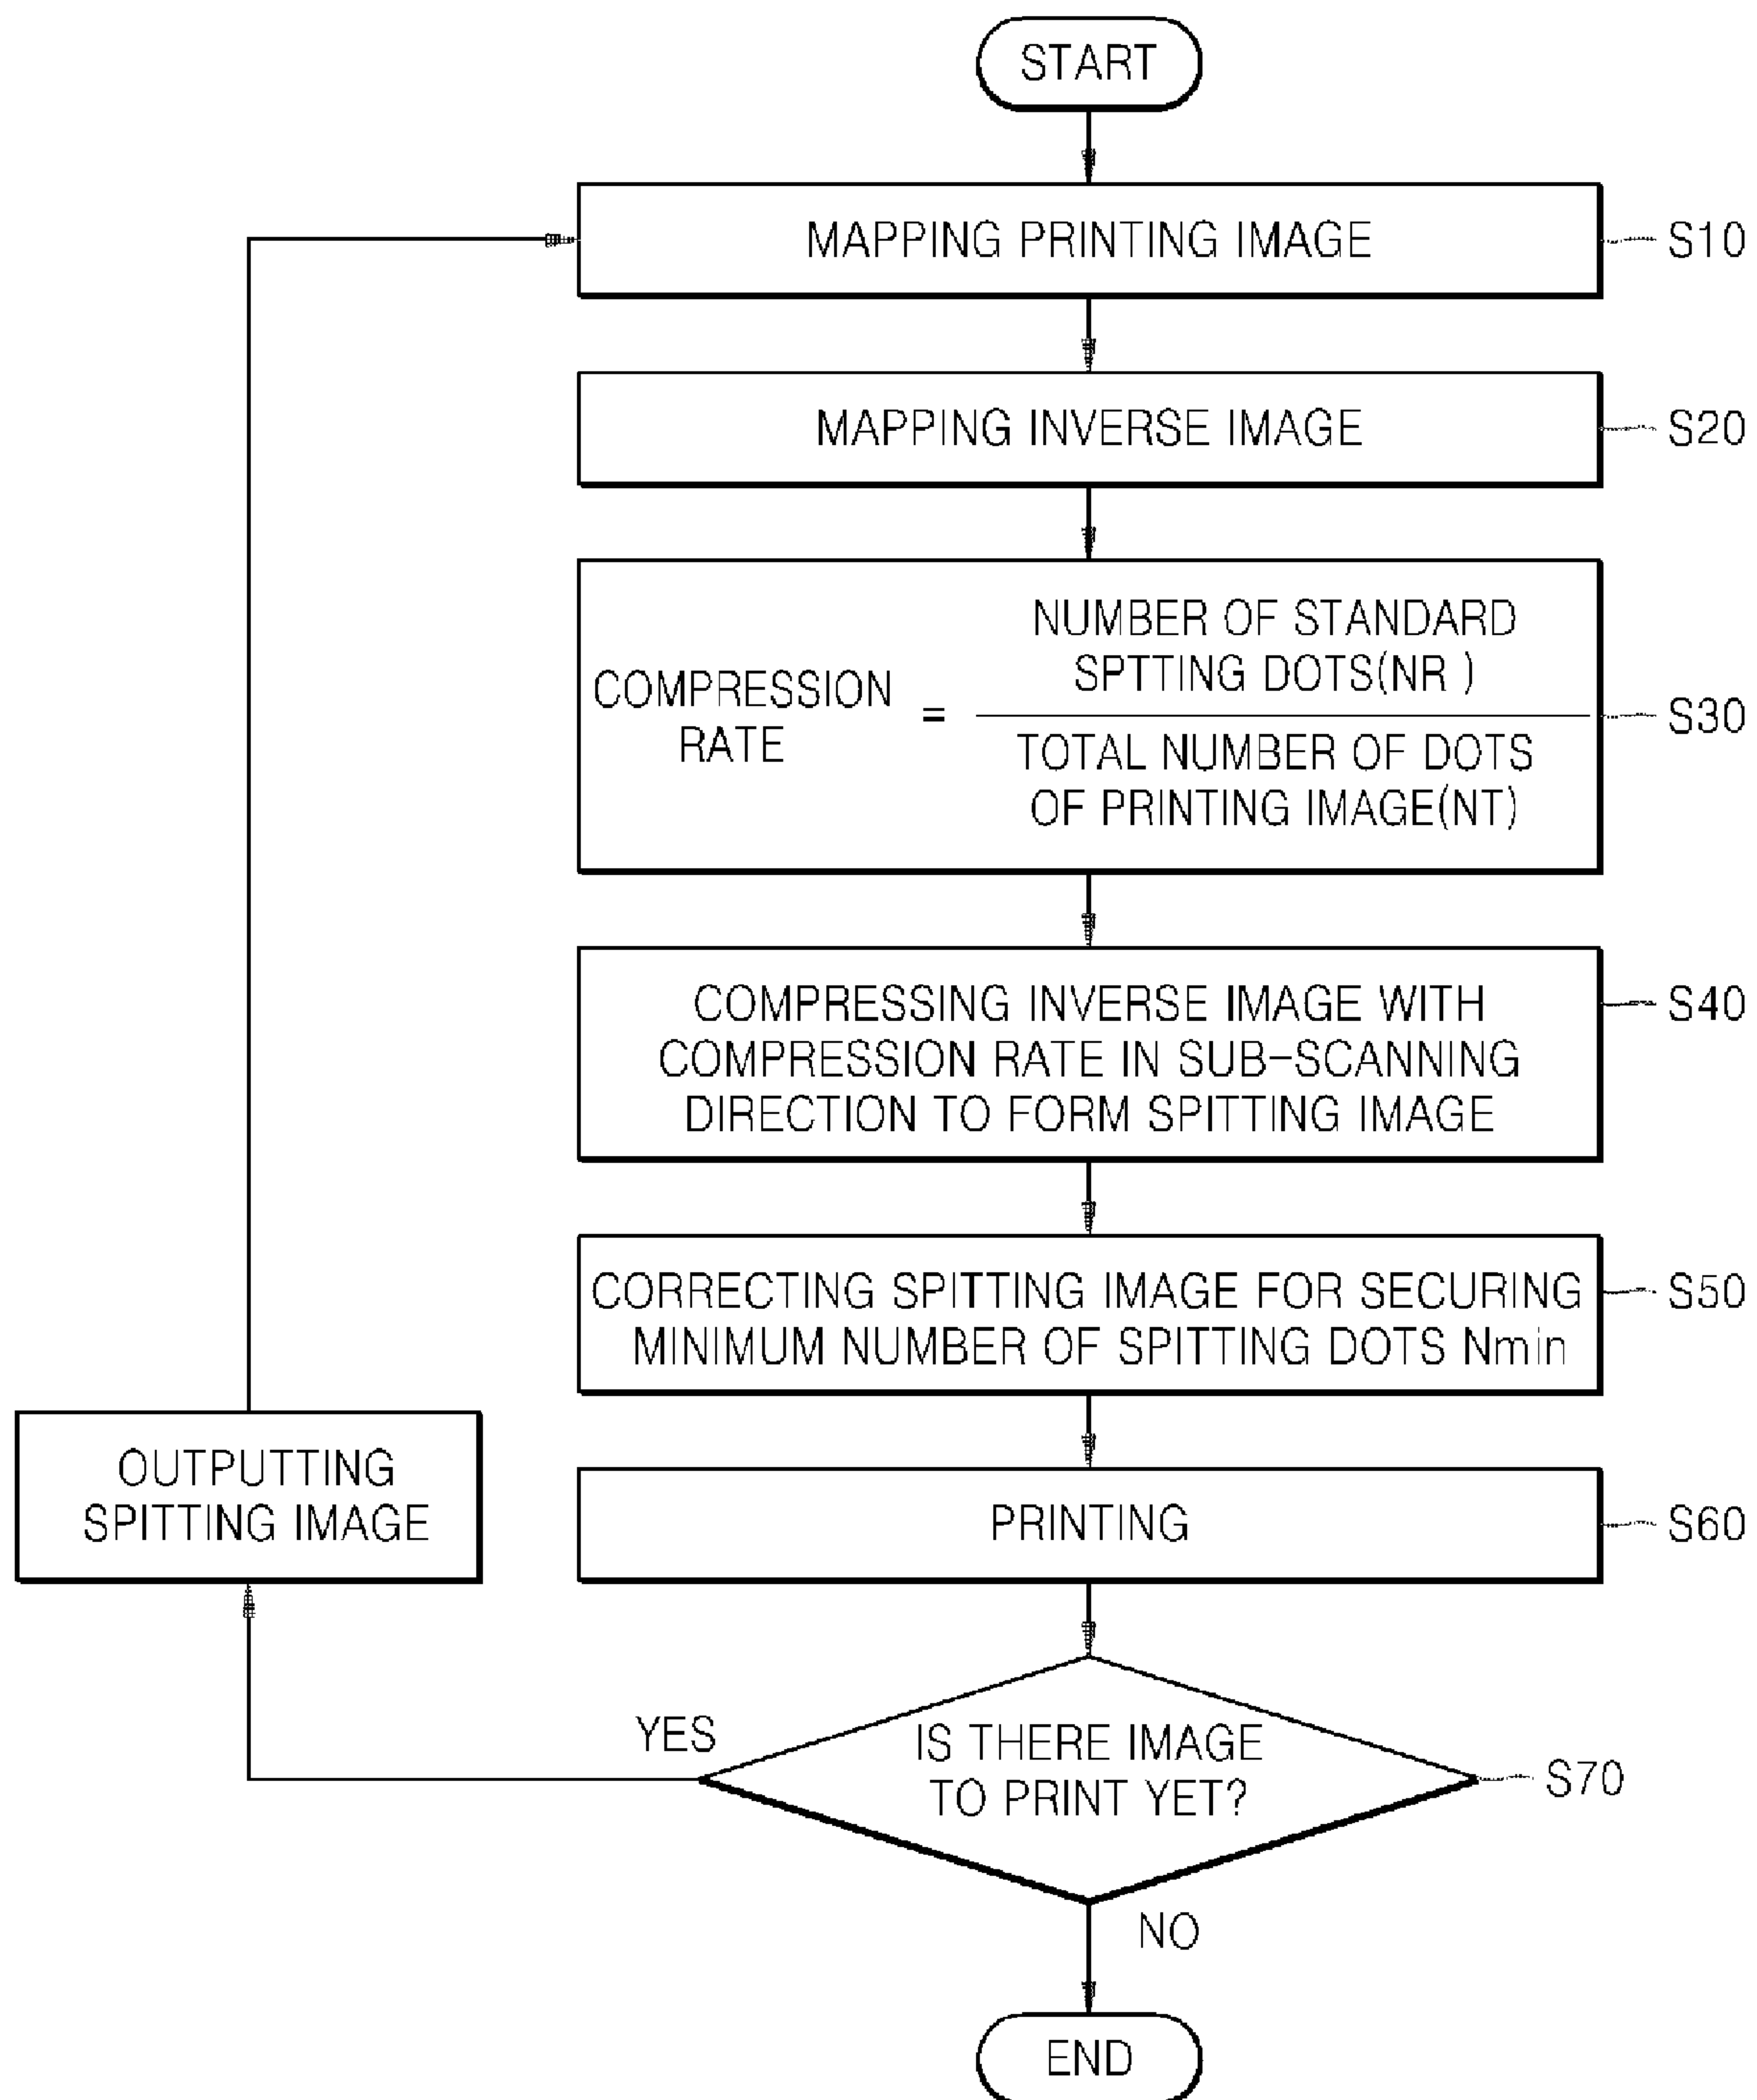 START
MAPPING PRINTING IMAGE
S10
MAPPING INVERSE IMAGE
S20
COMPRESSION
RATE
=
NUMBER OF STANDARD
SPTTING DOTS(NR )
TOTAL NUMBER OF DOTS
OF PRINTING IMAGE(NT)
S30
COMPRESSING INVERSE IMAGE WITH
COMPRESSION RATE IN SUB-SCANNING
DIRECTION TO FORM SPITTING IMAGE
S40
CORRECTING SPITTING IMAGE FOR SECURING
MINIMUM NUMBER OF SPITTING DOTS Nmin
S50
OUTPUTTING
SPITTING IMAGE
PRINTING
S60
YES
IS THERE IMAGE
TO PRINT YET?
S70
NO
END